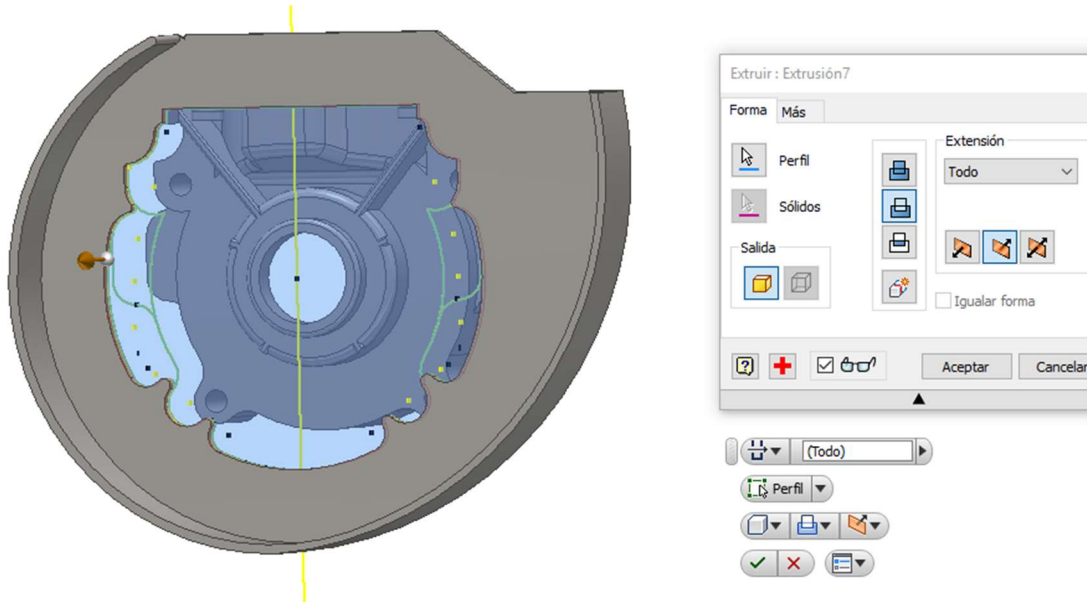 Extruir : Extrusión7
Forma Más
Perfil
Sólidos
Salida
Extensión
Todo
Igualar forma
Aceptar
Cancelar
(Todo)
Perfil